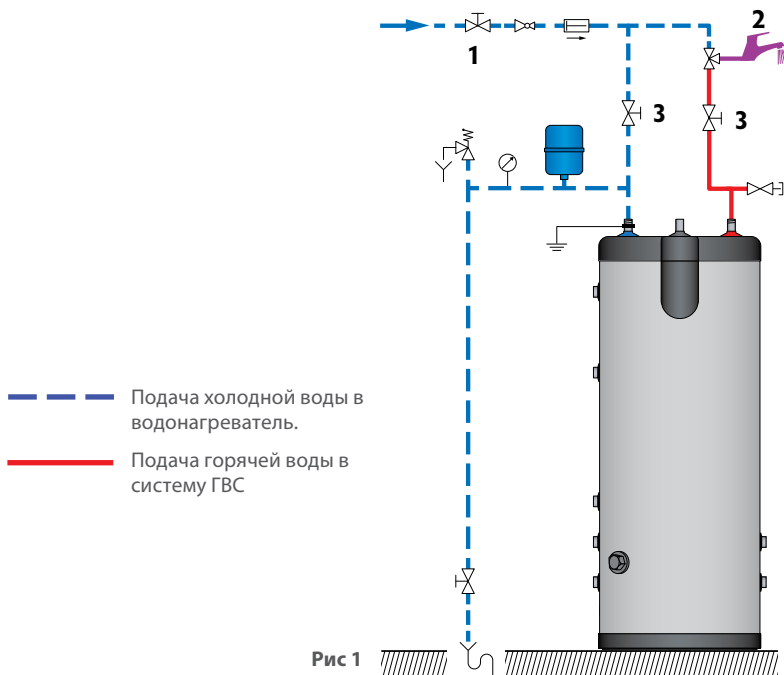 2
1
3
3
Подача холодной воды в
водонагреватель.
Подача горячей воды в
систему ГВС
Рис 1